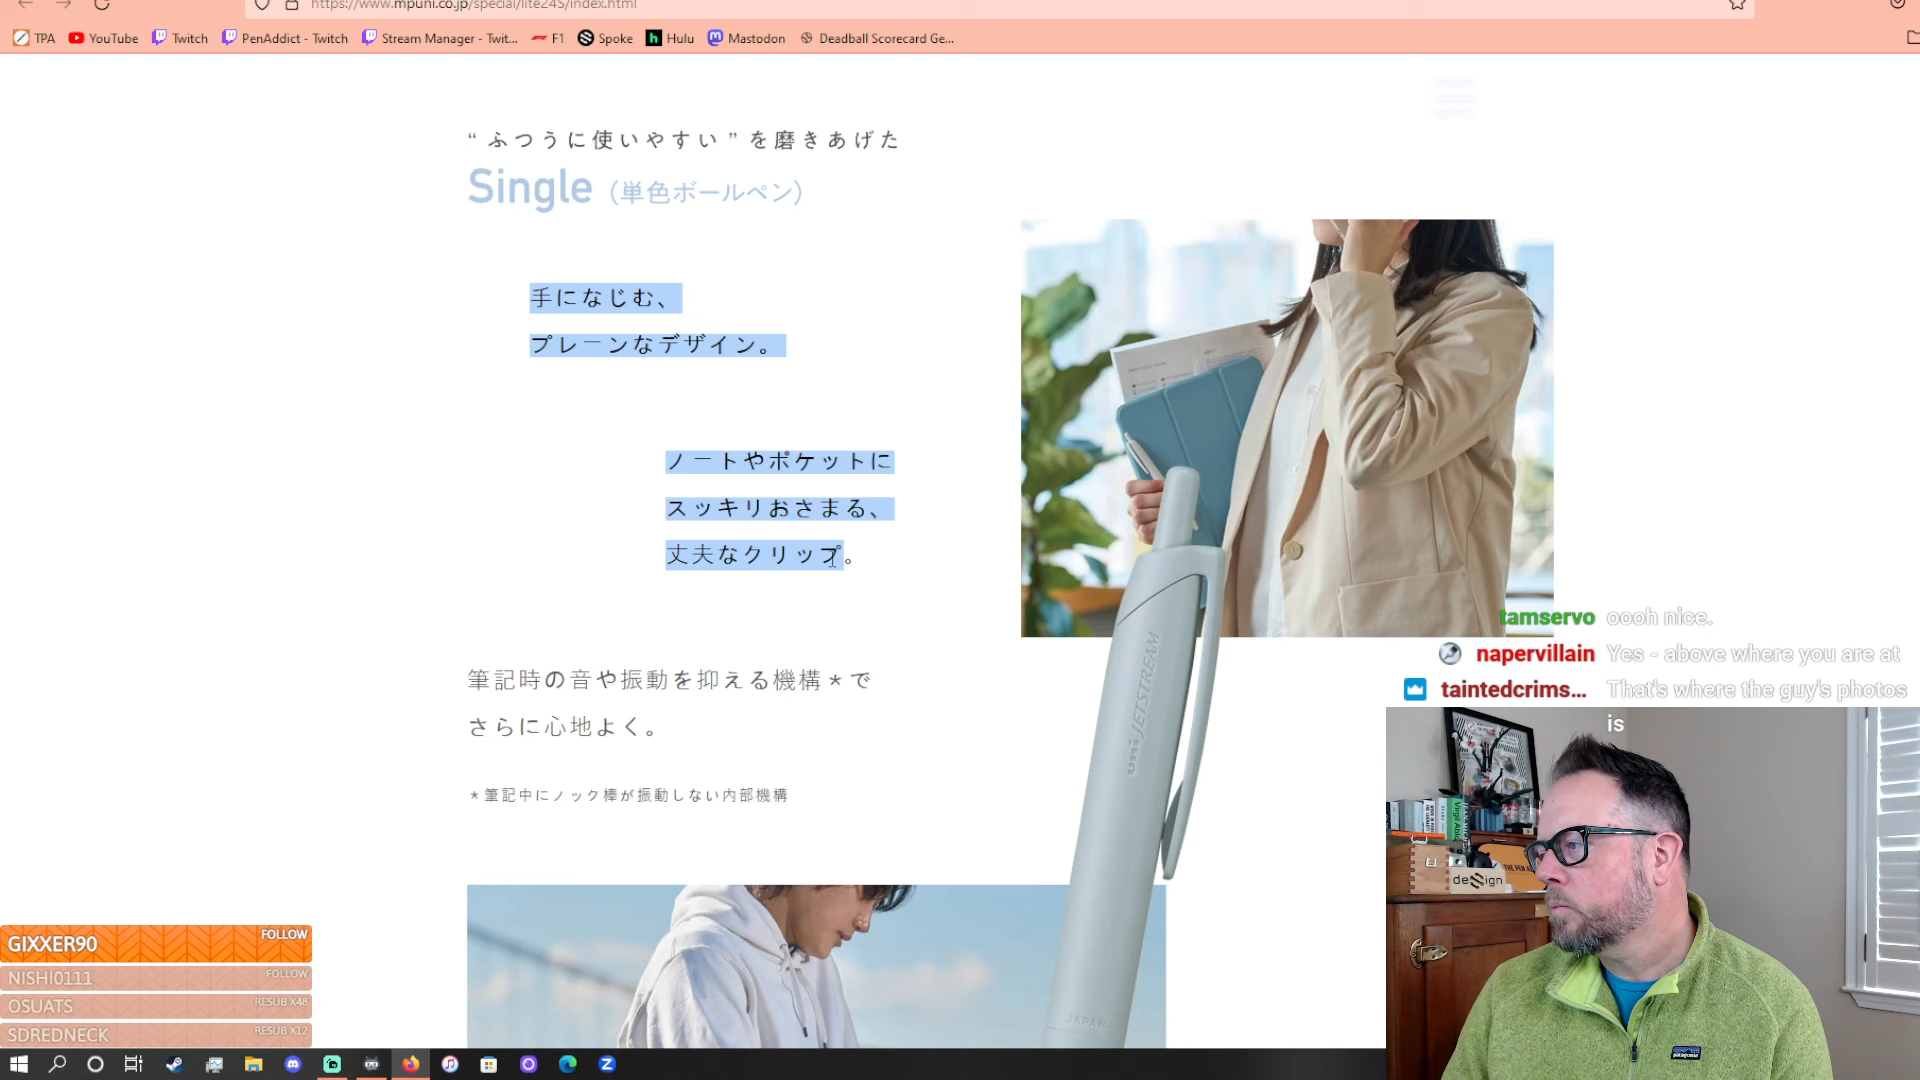 https://www.mpuni.co.jp/special/lite245/index.html
TPA
YouTube
Twitch
PenAddict - Twitch
Stream Manager - Twit...
F1
Spoke
Hulu
Mastodon
Deadball Scorecard Ge...
“ふつうに使いやすい”を磨きあげた
Single（単色ボールペン）
手になじむ、
プレーンなデザイン。
ノートやポケットに
スッキリおさまる、
丈夫なクリップ。
筆記時の音や振動を抑える機構＊で
さらに心地よく。
＊筆記中にノック棒が振動しない内部機構
uni JETSTREAM
JAPAN
tamservo oooh nice.
napervillain Yes - above where you are at
taintedcrims... That's where the guy's photos
is
GIXXER90 FOLLOW
NISHI0111 FOLLOW
OSUATS RESUB X48
SDREDNECK RESUB X12
deSign
THE PEN A
patagonia